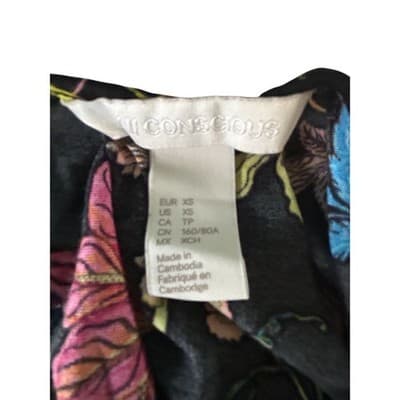 CONSCIOUS
EUR XS
US XS
CA TP
CN 160/80A
MX XCH
Made in
Cambodia
Fabriqué en
Cambodge